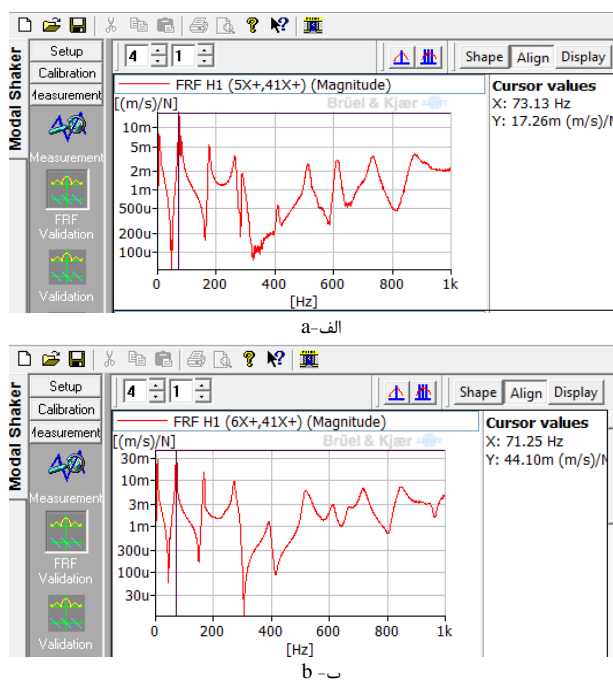 Modal Shaker
Setup
Calibration
Measurement
Measurement
FRF
Validation
Validation
4 1
Shape Align Display
FRF H1 (5X+,41X+) (Magnitude)
[(m/s)/N]
Brüel & Kjær
10m
5m
2n
1m
500u
200u
100u
0 200 400 600 800 1k
[Hz]
Cursor values
X: 73.13 Hz
Y: 17.26m (m/s)/N
a-الف
Modal Shaker
Setup
Calibration
Measurement
Measurement
FRF
Validation
Validation
4 1
Shape Align Display
FRF H1 (6X+,41X+) (Magnitude)
[(m/s)/N]
Brüel & Kjær
30m
10m
3m
1m
300u
100u
30u
0 200 400 600 800 1k
[Hz]
Cursor values
X: 71.25 Hz
Y: 44.10m (m/s)/N
b -ب